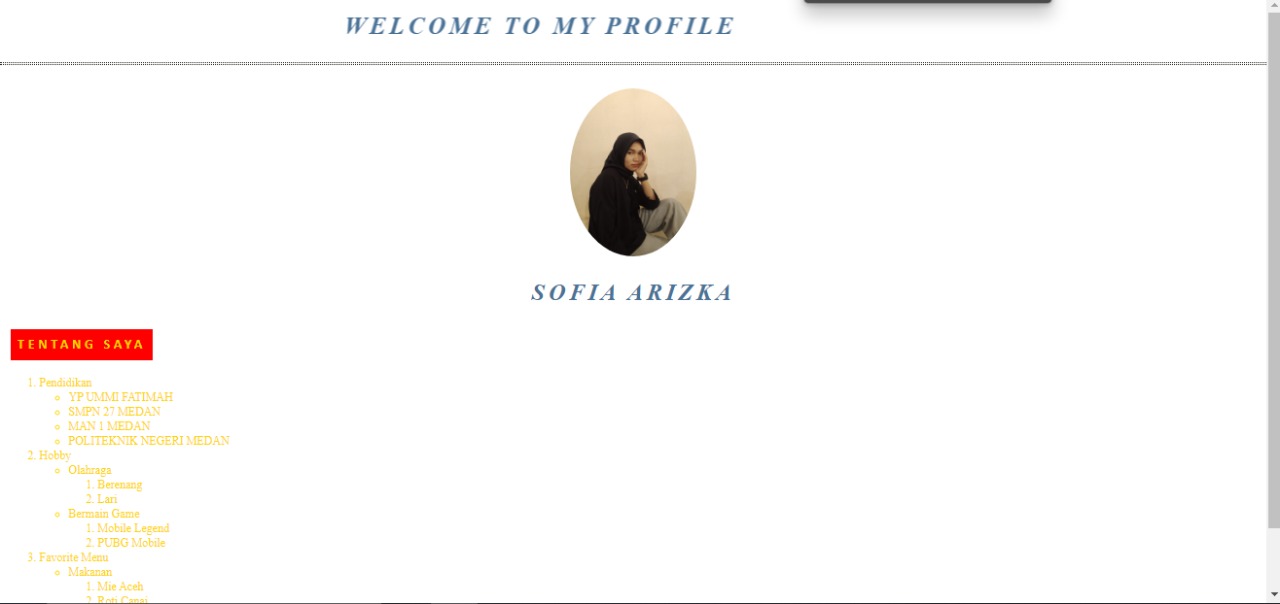 WELCOME TO MY PROFILE
SOFIA ARIZKA
TENTANG SAYA
1. Pendidikan
YP UMMI FATIMAH
SMPN 27 MEDAN
MAN 1 MEDAN
POLITEKNIK NEGERI MEDAN
2. Hobby
Olahraga
1. Berenang
2. Lari
Bermain Game
1. Mobile Legend
2. PUBG Mobile
3. Favorite Menu
Makanan
1. Mie Aceh
2. Roti Canai